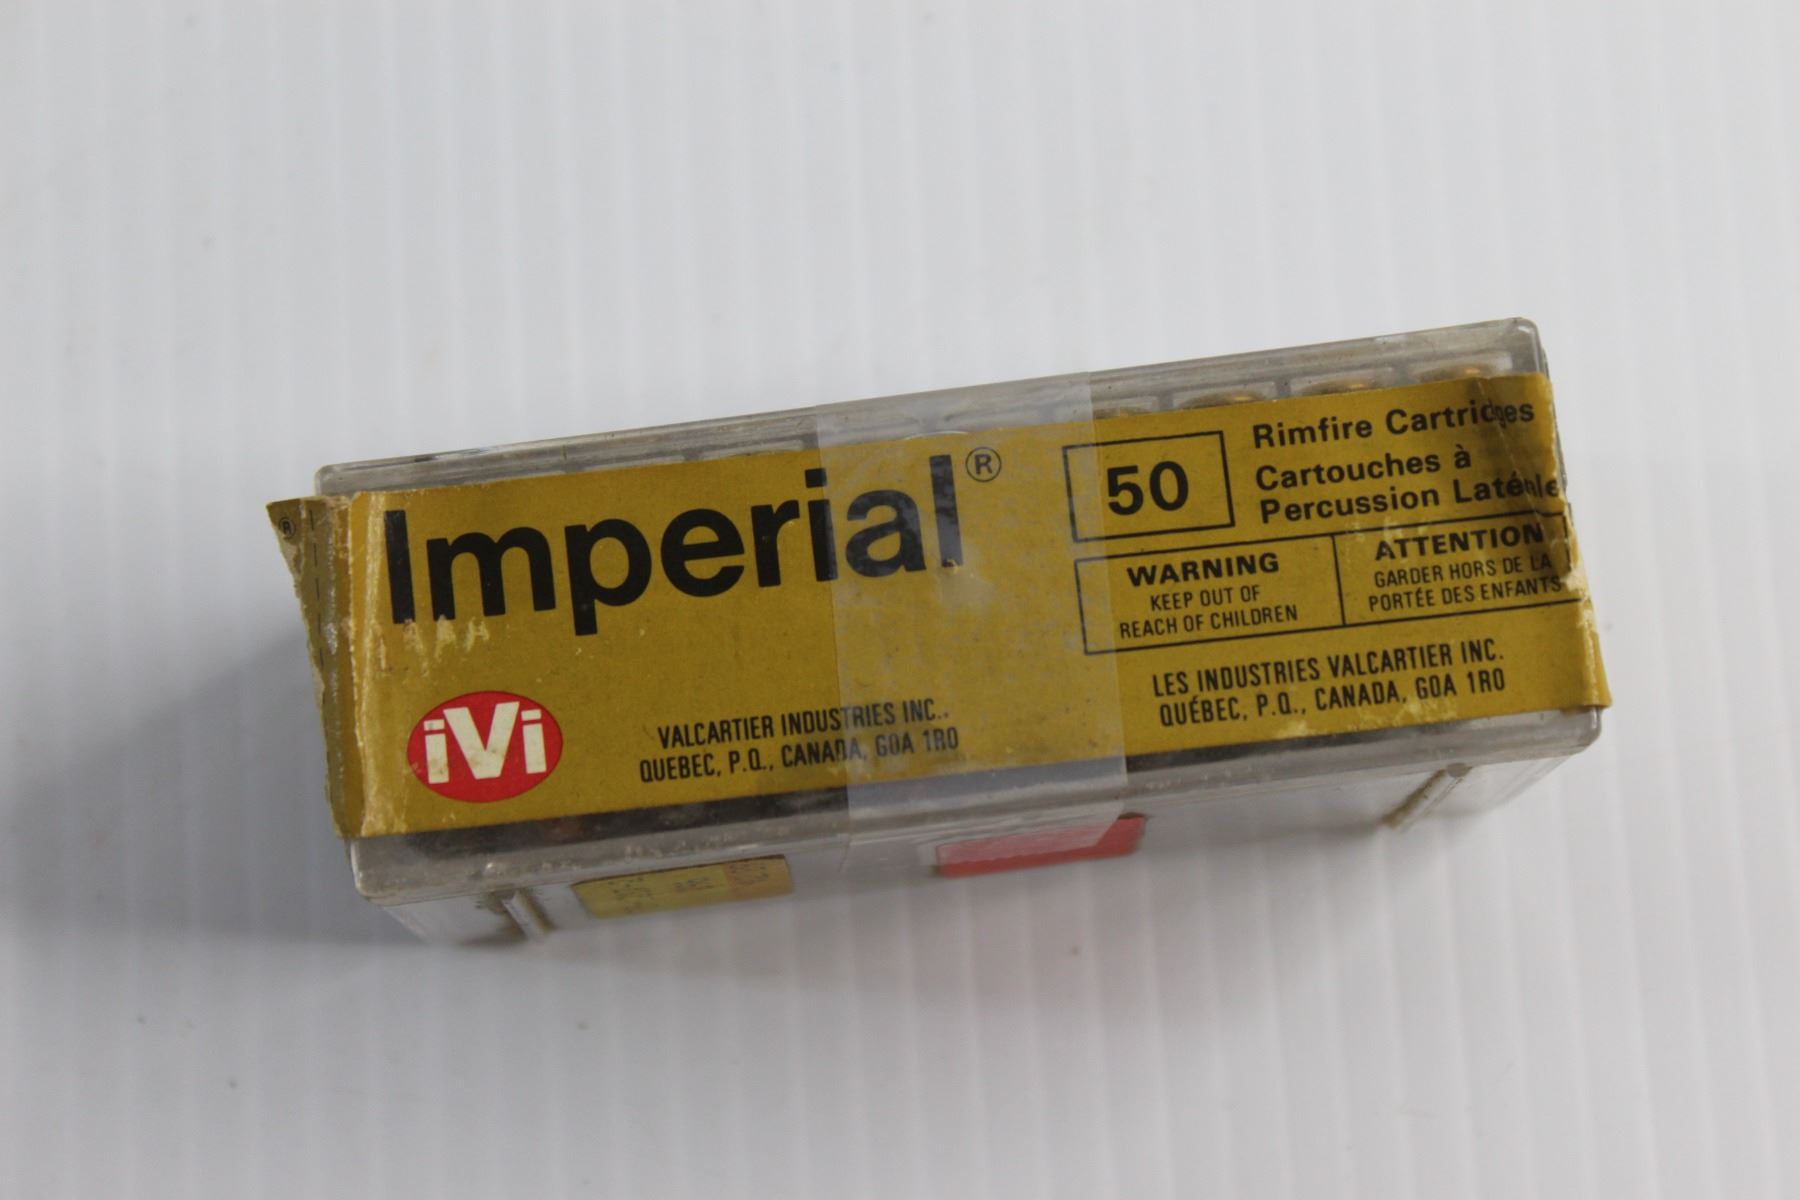 Imperial®
50
Rimfire Cartridges
Cartouches à
Percussion Latérale
WARNING
KEEP OUT OF
REACH OF CHILDREN
ATTENTION
GARDER HORS DE LA
PORTÉE DES ENFANTS
iVi
VALCARTIER INDUSTRIES INC.
QUEBEC, P.Q., CANADA, G0A 1R0
LES INDUSTRIES VALCARTIER INC.
QUÉBEC, P.Q., CANADA, G0A 1R0
®